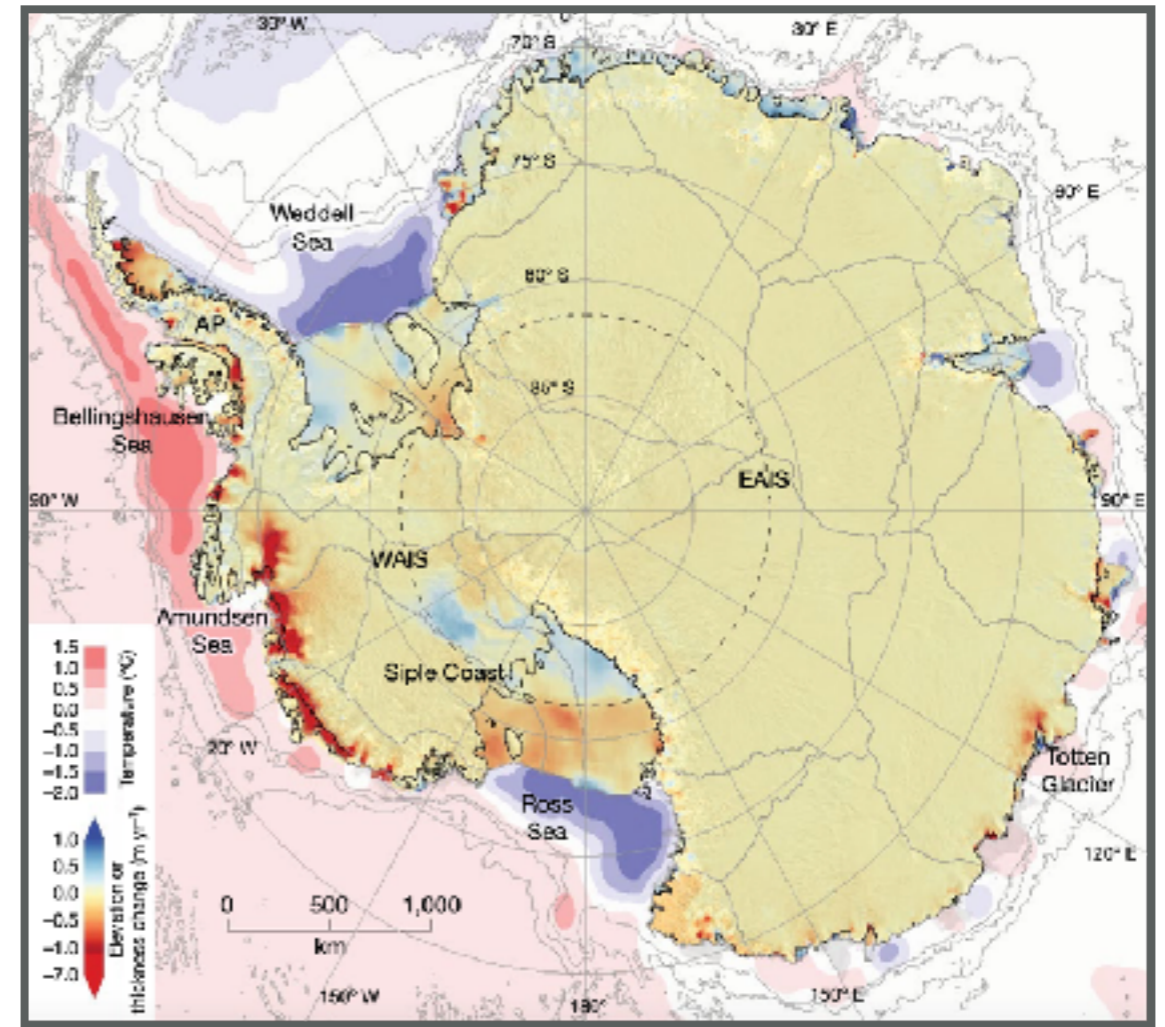 30° W
0°
30° E
70° S
75° S
60° E
Weddell
Sea
80° S
AP
85° S
Bellingshausen
Sea
EAIS
90° W
90° E
WAIS
Amundsen
Sea
Siple Coast
1.5
1.0
0.5
0.0
−0.5
−1.0
−1.5
−2.0
Temperature (°C)
20° W
Totten
Glacier
Ross
Sea
1.0
0.5
0.0
−0.5
−1.0
−7.0
Elevation or
thickness change (m yr⁻¹)
120° E
0 500 1,000
km
150° W
180°
150° E